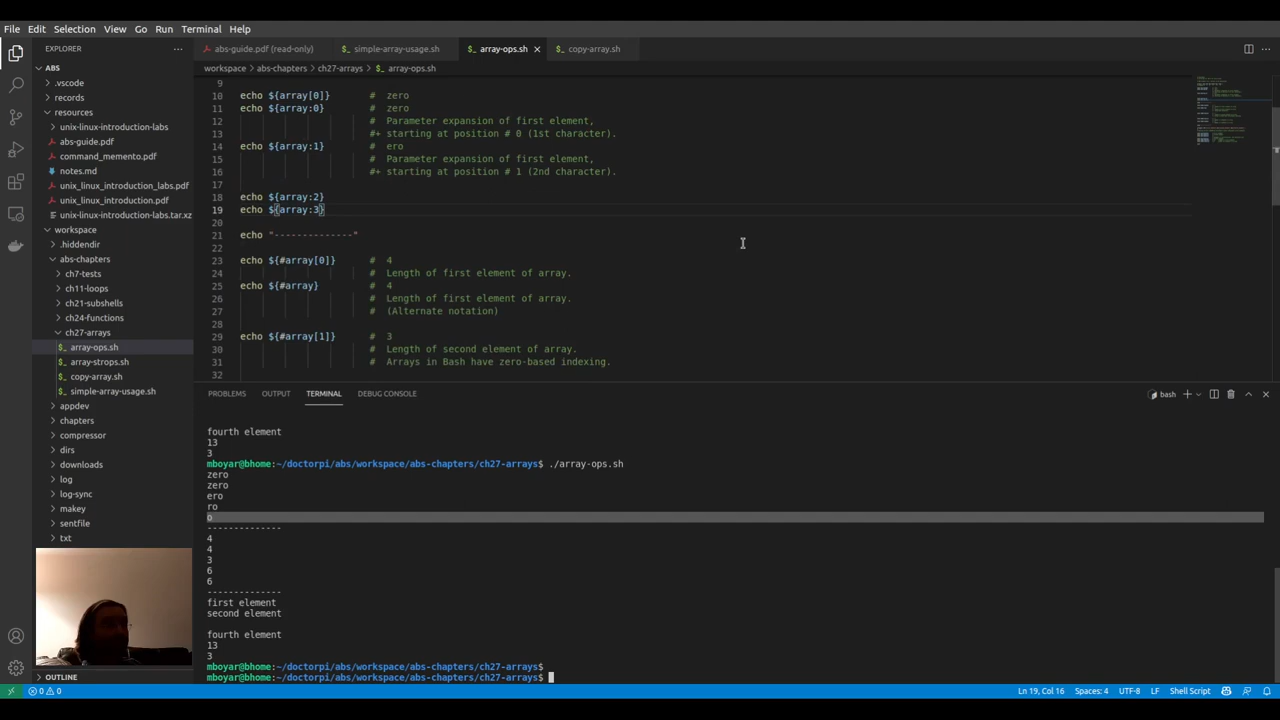 File Edit Selection View Go Run Terminal Help
EXPLORER
ABS
.vscode
records
resources
unix-linux-introduction-labs
abs-guide.pdf
command_memento.pdf
notes.md
unix_linux_introduction_labs.pdf
unix_linux_introduction.pdf
unix-linux-introduction-labs.tar.xz
workspace
.hiddendir
abs-chapters
ch7-tests
ch11-loops
ch21-subshells
ch24-functions
ch27-arrays
array-ops.sh
array-strops.sh
copy-array.sh
simple-array-usage.sh
appdev
chapters
compressor
dirs
downloads
log
log-sync
makey
sentfile
txt
OUTLINE
abs-guide.pdf (read-only) simple-array-usage.sh array-ops.sh copy-array.sh
workspace > abs-chapters > ch27-arrays > array-ops.sh
9
10 echo ${array[0]} # zero
11 echo ${array:0} # zero
12 # Parameter expansion of first element,
13 #+ starting at position # 0 (1st character).
14 echo ${array:1} # ero
15 # Parameter expansion of first element,
16 #+ starting at position # 1 (2nd character).
17
18 echo ${array:2}
19 echo ${array:3}
20
21 echo "--------------"
22
23 echo ${#array[0]} # 4
24 # Length of first element of array.
25 echo ${#array} # 4
26 # Length of first element of array.
27 # (Alternate notation)
28
29 echo ${#array[1]} # 3
30 # Length of second element of array.
31 # Arrays in Bash have zero-based indexing.
32
PROBLEMS OUTPUT TERMINAL DEBUG CONSOLE
bash
fourth element
13
3
mboyar@bhome:~/doctorpi/abs/workspace/abs-chapters/ch27-arrays$ ./array-ops.sh
zero
zero
ero
ro
o
--------------
4
4
3
6
6
--------------
first element
second element
fourth element
13
3
mboyar@bhome:~/doctorpi/abs/workspace/abs-chapters/ch27-arrays$
mboyar@bhome:~/doctorpi/abs/workspace/abs-chapters/ch27-arrays$
0 0 Ln 19, Col 16 Spaces: 4 UTF-8 LF Shell Script